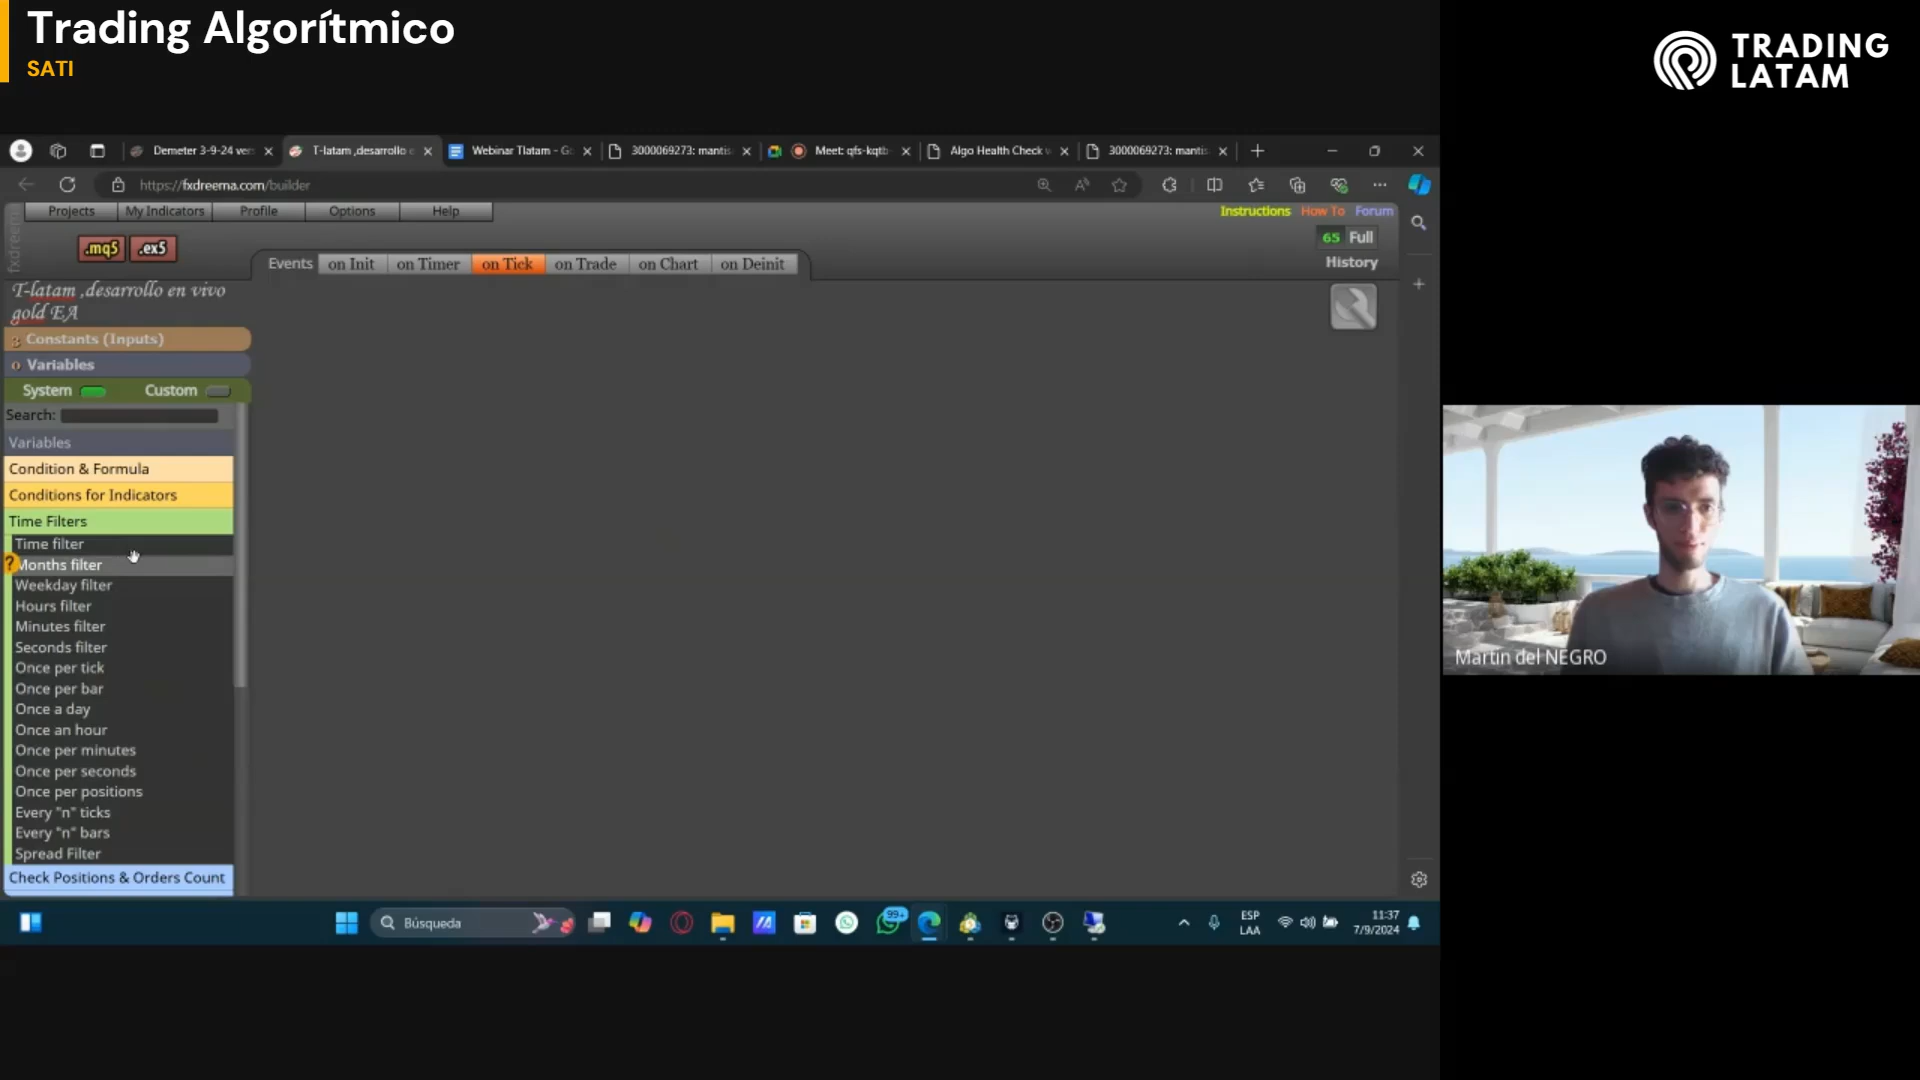 Trading Algorítmico
SATI
TRADING
LATAM
Demeter 3-9-24 ver
T-latam ,desarrollo e
Webinar Tlatam - Go
3000069273: mantis
Meet: qfs-kqtb
Algo Health Check v
3000069273: mantis
https://fxdreema.com/builder
fxdreema
Projects
My Indicators
Profile
Options
Help
Instructions
How To
Forum
.mq5
.ex5
65 Full
History
Events
on Init
on Timer
on Tick
on Trade
on Chart
on Deinit
T-latam ,desarrollo en vivo
gold EA
3 Constants (Inputs)
0 Variables
System
Custom
Search:
Variables
Condition & Formula
Conditions for Indicators
Time Filters
Time filter
? Months filter
Weekday filter
Hours filter
Minutes filter
Seconds filter
Once per tick
Once per bar
Once a day
Once an hour
Once per minutes
Once per seconds
Once per positions
Every "n" ticks
Every "n" bars
Spread Filter
Check Positions & Orders Count
Martin del NEGRO
Búsqueda
99+
ESP
LAA
11:37
7/9/2024